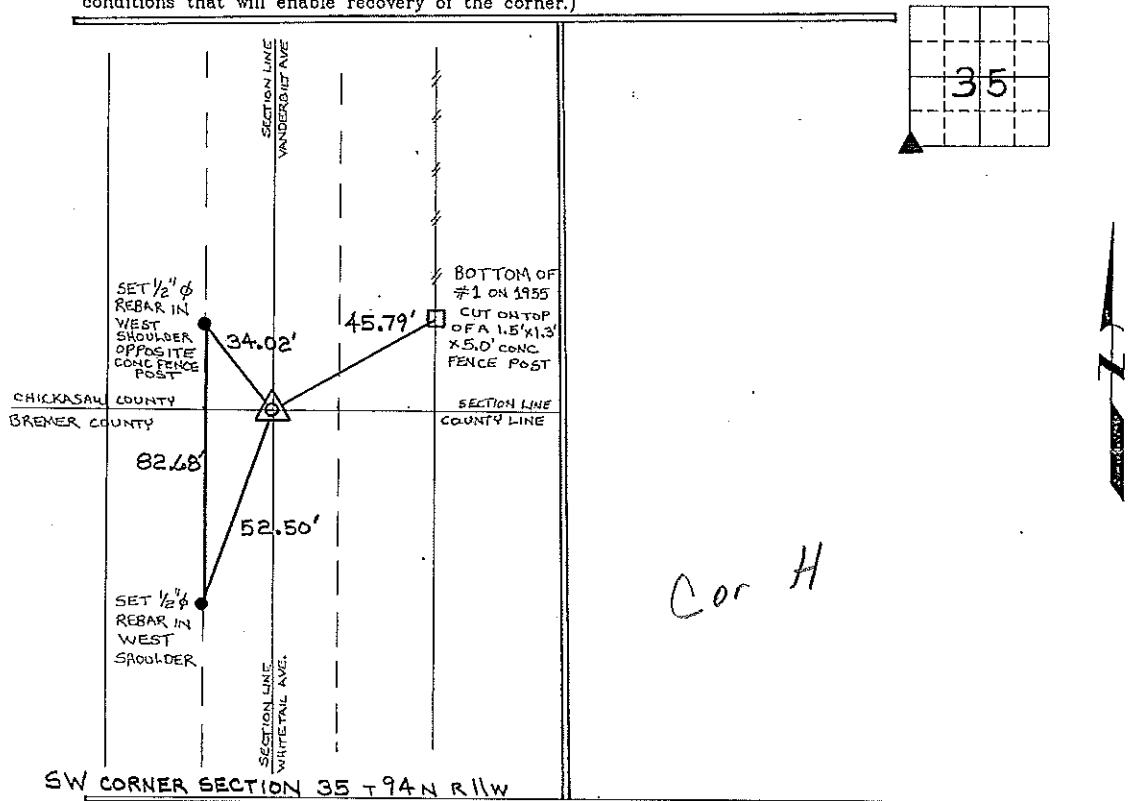 conditions that will enable recovery of the corner.)
35
SECTION LINE
VANDERBILT AVE
SET 1/2" ϕ
REBAR IN
WEST
SHOULDER
OPPOSITE
CONC FENCE
POST
34.02'
45.79'
BOTTOM OF
#1 ON 1955
CUT ON TOP
OF A 1.5'x1.3'
x5.0' CONC
FENCE POST
CHICKASAW COUNTY
BREMER COUNTY
SECTION LINE
COUNTY LINE
82.68'
52.50'
SET 1/2" ϕ
REBAR IN
WEST
SHOULDER
SECTION LINE
WHITETAIL AVE.
N
Cor H
SW CORNER SECTION 35 T94N R11W